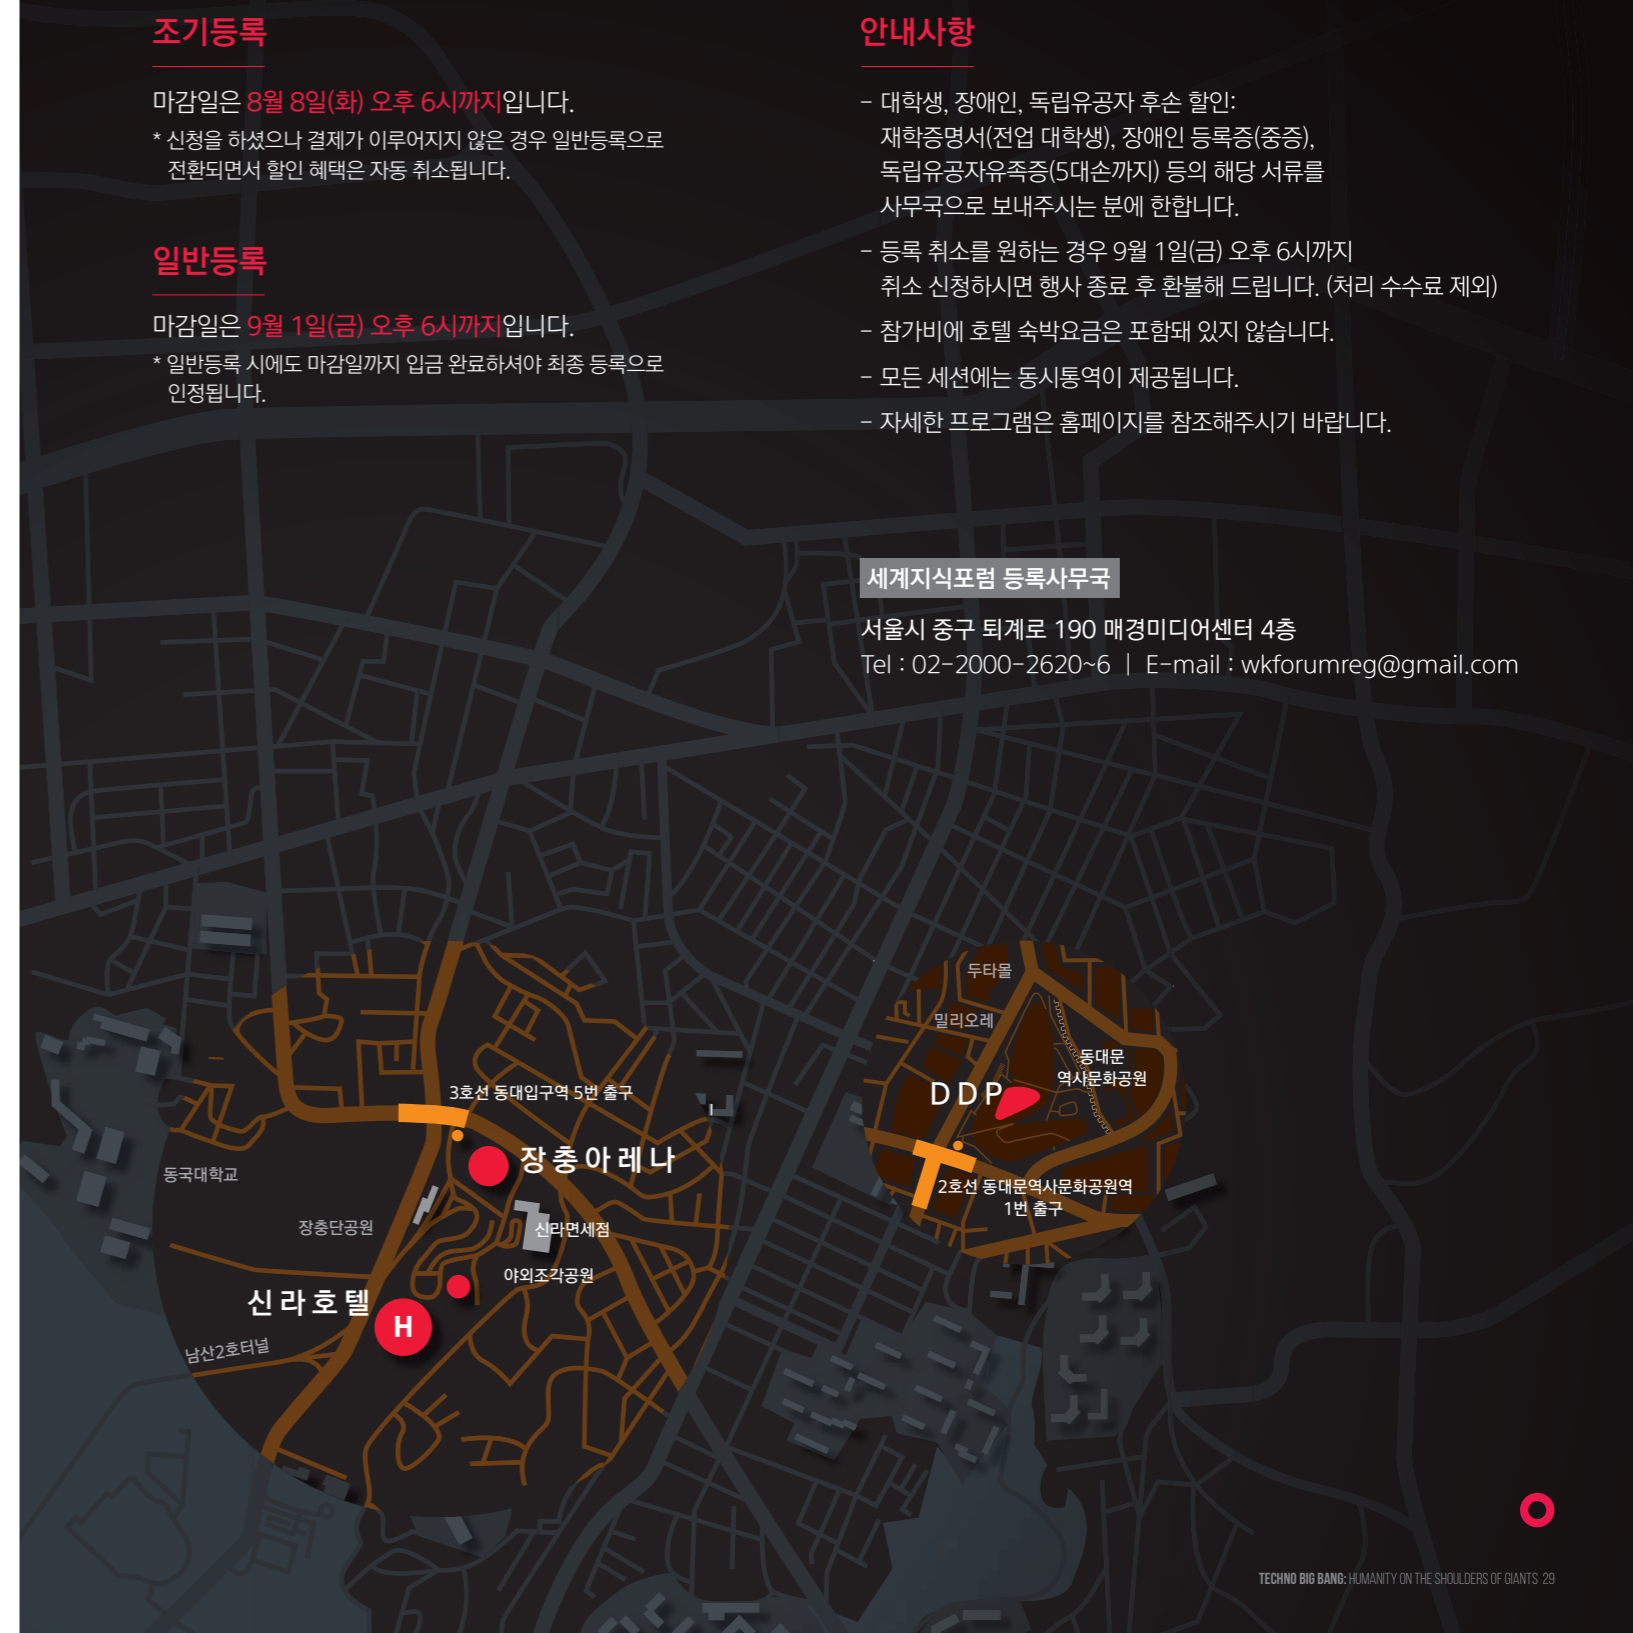 조기등록
마감일은 8월 8일(화) 오후 6시까지입니다.
* 신청을 하셨으나 결제가 이루어지지 않은 경우 일반등록으로
전환되면서 할인 혜택은 자동 취소됩니다.
일반등록
마감일은 9월 1일(금) 오후 6시까지입니다.
* 일반등록 시에도 마감일까지 입금 완료하셔야 최종 등록으로
인정됩니다.
안내사항
- 대학생, 장애인, 독립유공자 후손 할인:
재학증명서(전업 대학생), 장애인 등록증(중증),
독립유공자유족증(5대손까지) 등의 해당 서류를
사무국으로 보내주시는 분에 한합니다.
- 등록 취소를 원하는 경우 9월 1일(금) 오후 6시까지
취소 신청하시면 행사 종료 후 환불해 드립니다. (처리 수수료 제외)
- 참가비에 호텔 숙박요금은 포함돼 있지 않습니다.
- 모든 세션에는 동시통역이 제공됩니다.
- 자세한 프로그램은 홈페이지를 참조해주시기 바랍니다.
세계지식포럼 등록사무국
서울시 중구 퇴계로 190 매경미디어센터 4층
Tel : 02-2000-2620~6 | E-mail : wkforumreg@gmail.com
두타몰
밀리오레
동대문
역사문화공원
DDP
2호선 동대문역사문화공원역
1번 출구
3호선 동대입구역 5번 출구
장충아레나
동국대학교
장충단공원
신라면세점
야외조각공원
신라호텔
H
남산2호터널
TECHNO BIG BANG: HUMANITY ON THE SHOULDERS OF GIANTS 29